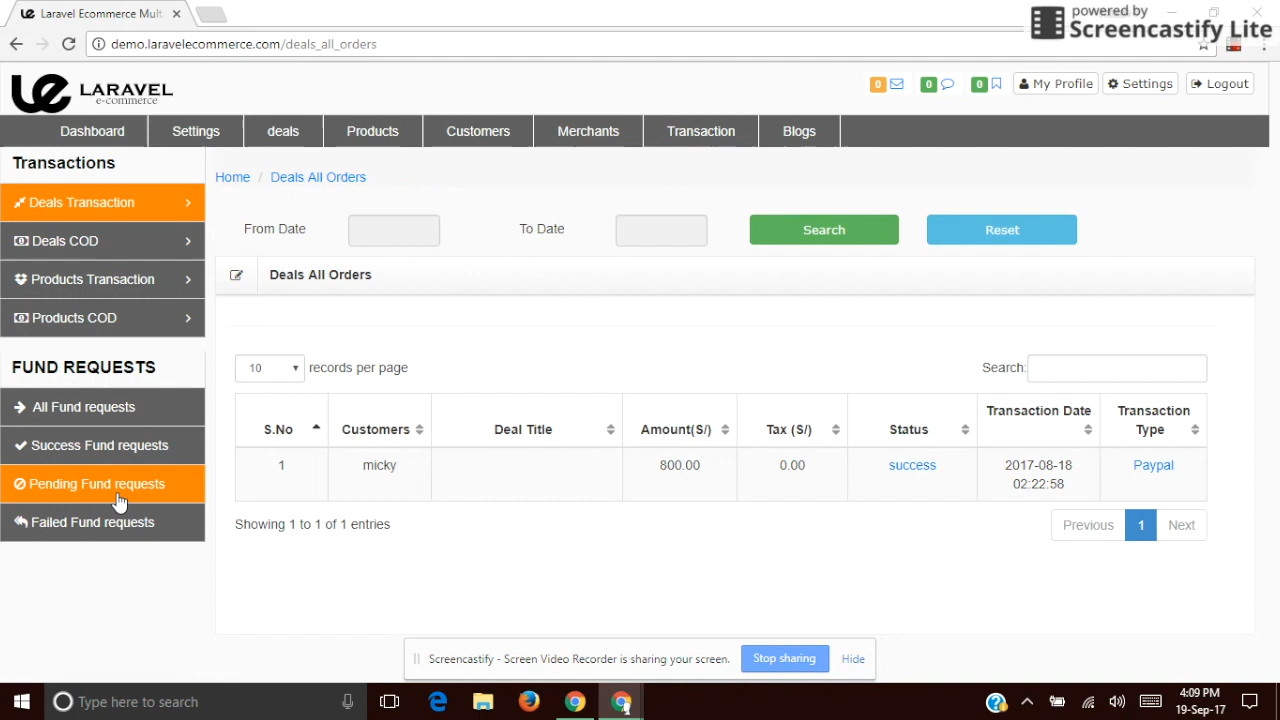 Laravel Ecommerce Mult
powered by
Screencastify Lite
demo.laravelecommerce.com/deals_all_orders
LARAVEL
e-commerce
0
0
0
My Profile
Settings
Logout
Dashboard
Settings
deals
Products
Customers
Merchants
Transaction
Blogs
Transactions
Deals Transaction
Deals COD
Products Transaction
Products COD
FUND REQUESTS
All Fund requests
Success Fund requests
Pending Fund requests
Failed Fund requests
Home / Deals All Orders
From Date
To Date
Search
Reset
Deals All Orders
10 records per page
Search:
S.No
Customers
Deal Title
Amount(S/)
Tax (S/)
Status
Transaction Date
Transaction
Type
1
micky
800.00
0.00
success
2017-08-18
02:22:58
Paypal
Showing 1 to 1 of 1 entries
Previous
1
Next
Screencastify - Screen Video Recorder is sharing your screen.
Stop sharing
Hide
Type here to search
4:09 PM
19-Sep-17